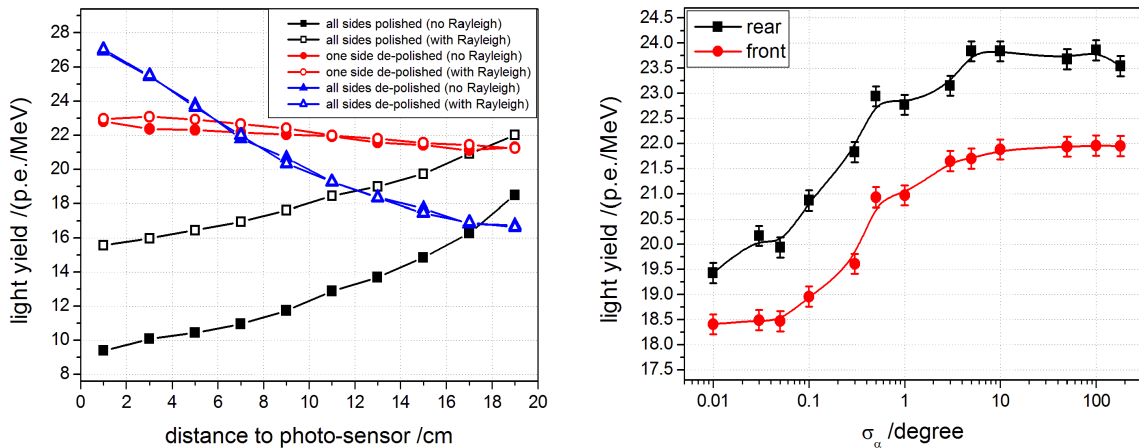 all sides polished (no Rayleigh)
all sides polished (with Rayleigh)
one side de-polished (no Rayleigh)
one side de-polished (with Rayleigh)
all sides de-polished (no Rayleigh)
all sides de-polished (with Rayleigh)
28
26
24
22
20
18
16
14
12
10
8
light yield /(p.e./MeV)
0 2 4 6 8 10 12 14 16 18 20
distance to photo-sensor /cm
rear
front
24.5
24.0
23.5
23.0
22.5
22.0
21.5
21.0
20.5
20.0
19.5
19.0
18.5
18.0
17.5
light yield /(p.e./MeV)
0.01 0.1 1 10 100
σα /degree